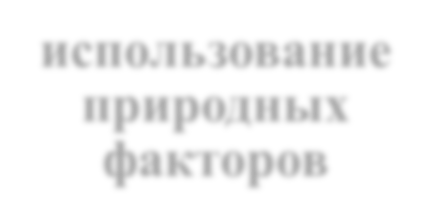 использование
природных
факторов